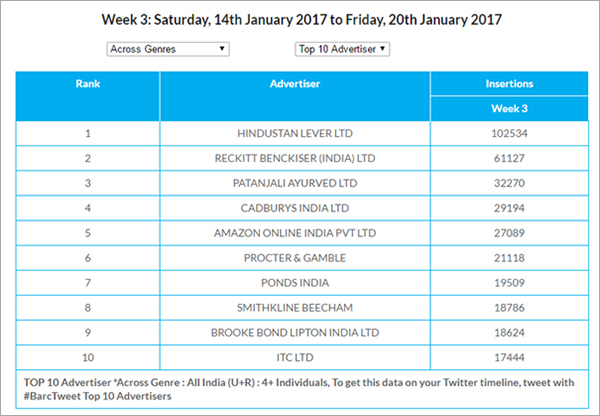 Week 3: Saturday, 14th January 2017 to Friday, 20th January 2017
Across Genres Top 10 Advertiser
Rank Advertiser Insertions
Week 3
1 HINDUSTAN LEVER LTD 102534
2 RECKITT BENCKISER (INDIA) LTD 61127
3 PATANJALI AYURVED LTD 32270
4 CADBURYS INDIA LTD 29194
5 AMAZON ONLINE INDIA PVT LTD 27089
6 PROCTER & GAMBLE 21118
7 PONDS INDIA 19509
8 SMITHKLINE BEECHAM 18786
9 BROOKE BOND LIPTON INDIA LTD 18624
10 ITC LTD 17444
TOP 10 Advertiser *Across Genre : All India (U+R) : 4+ Individuals, To get this data on your Twitter timeline, tweet with
#BarcTweet Top 10 Advertisers